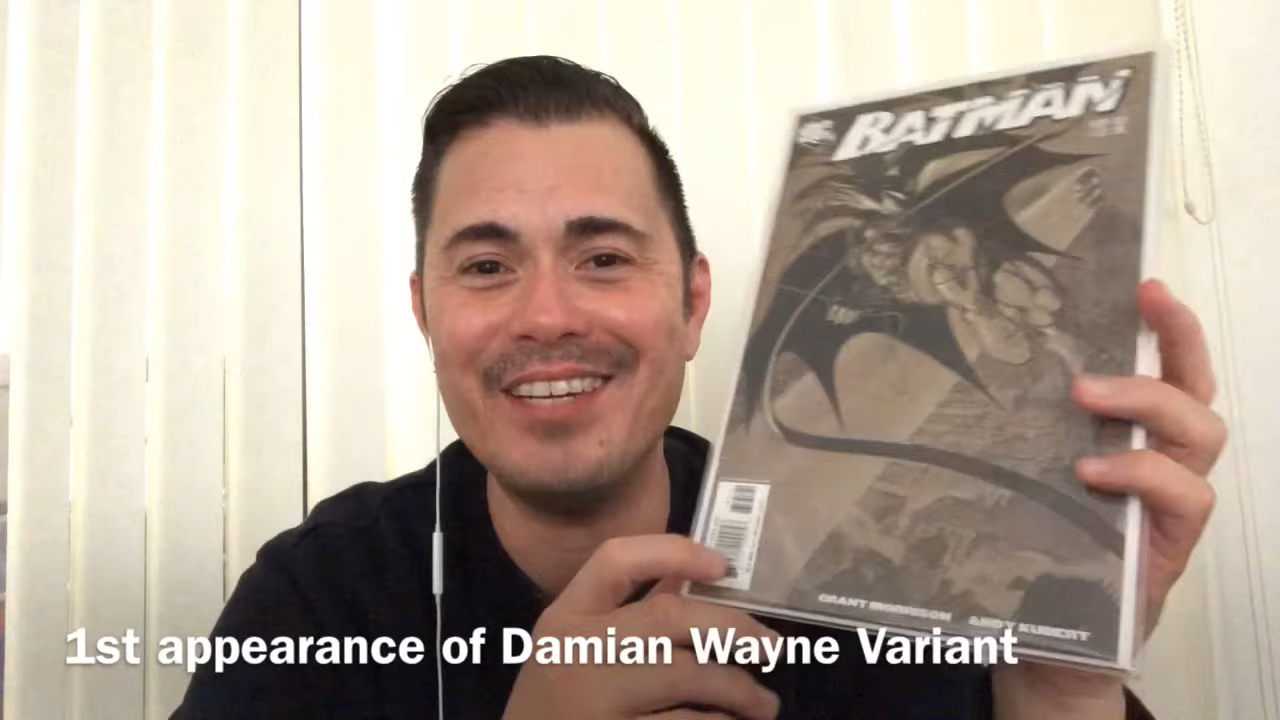 BATMAN
GRANT MORRISON ANDY KUBERT
1st appearance of Damian Wayne Variant